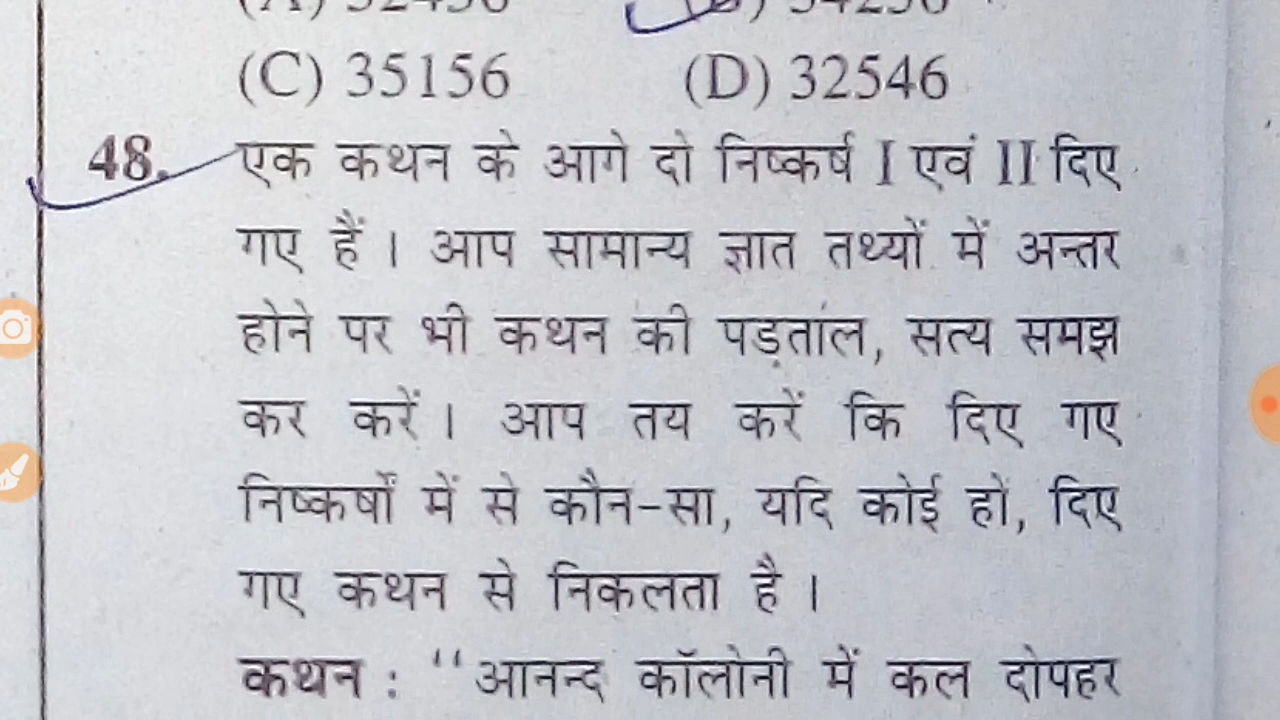 (C) 35156 (D) 32546
48. एक कथन के आगे दो निष्कर्ष I एवं II दिए
गए हैं । आप सामान्य ज्ञात तथ्यों में अन्तर
होने पर भी कथन की पड़ताल, सत्य समझ
कर करें । आप तय करें कि दिए गए
निष्कर्षों में से कौन-सा, यदि कोई हो, दिए
गए कथन से निकलता है ।
कथन : ‘‘आनन्द कॉलोनी में कल दोपहर